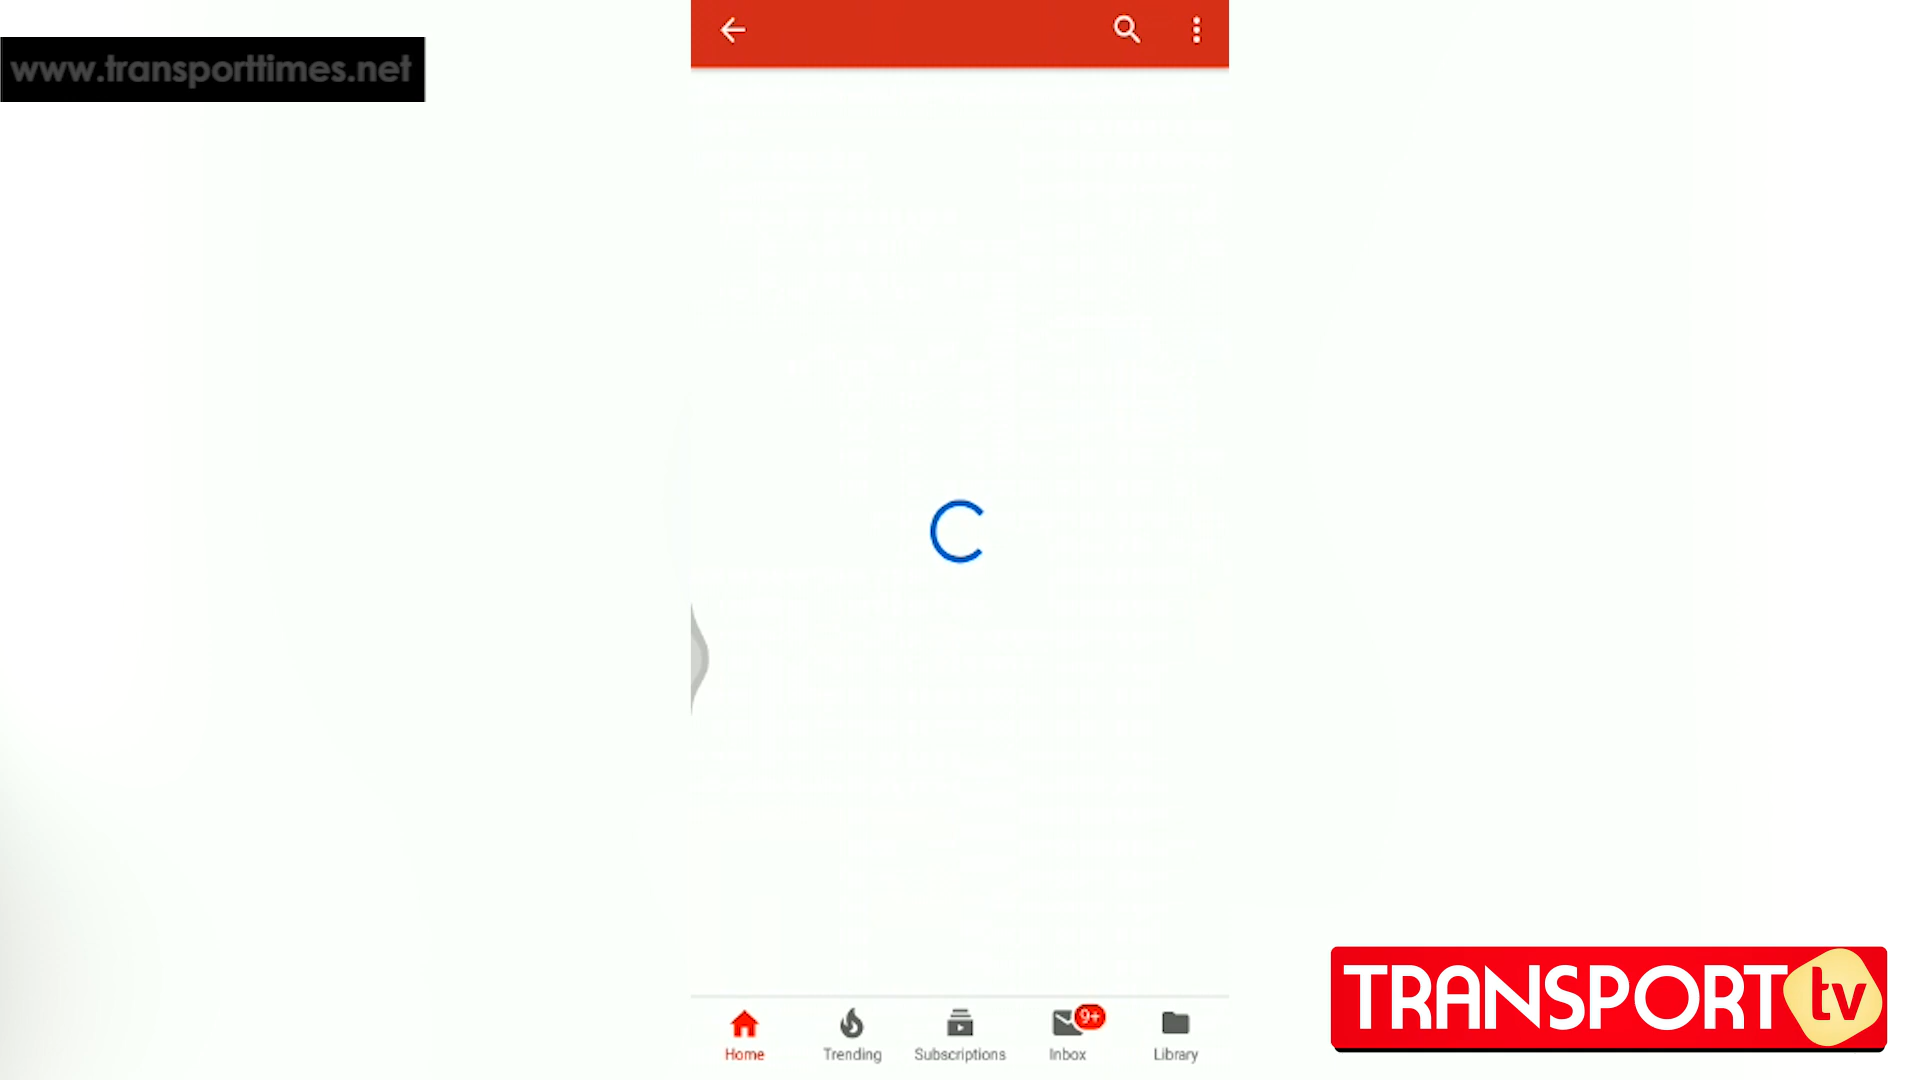 www.transporttimes.net
9+
Home
Trending
Subscriptions
Inbox
Library
TRANSPORT tv